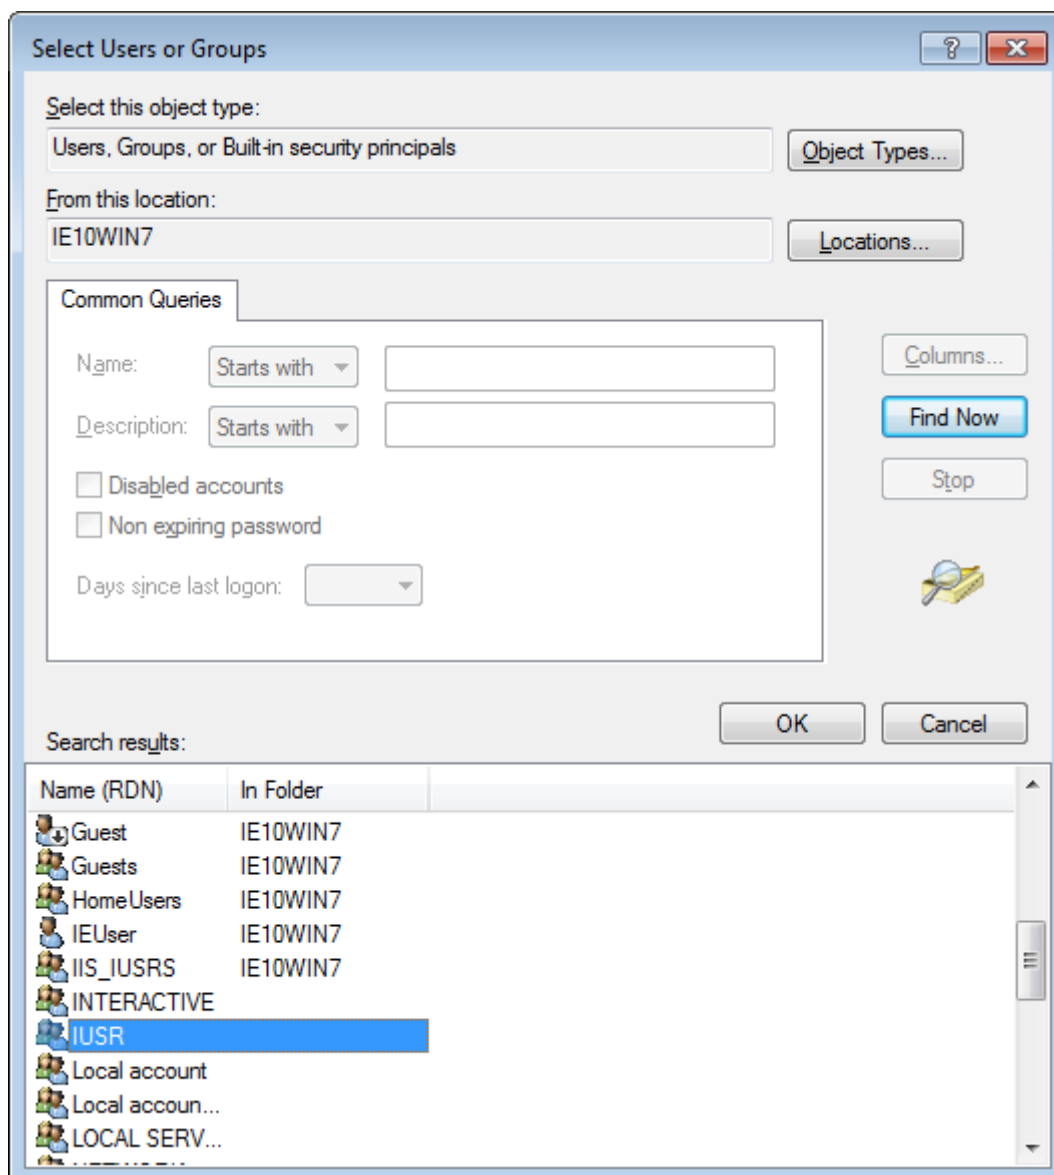 Select Users or Groups
Select this object type:
Users, Groups, or Built-in security principals
Object Types...
From this location:
IE10WIN7
Locations...
Common Queries
Name: Starts with
Columns...
Description: Starts with
Find Now
Disabled accounts
Stop
Non expiring password
Days since last logon:
OK Cancel
Search results:
Name (RDN) In Folder
Guest IE10WIN7
Guests IE10WIN7
HomeUsers IE10WIN7
IEUser IE10WIN7
IIS_IUSRS IE10WIN7
INTERACTIVE
IUSR
Local account
Local accoun...
LOCAL SERV...